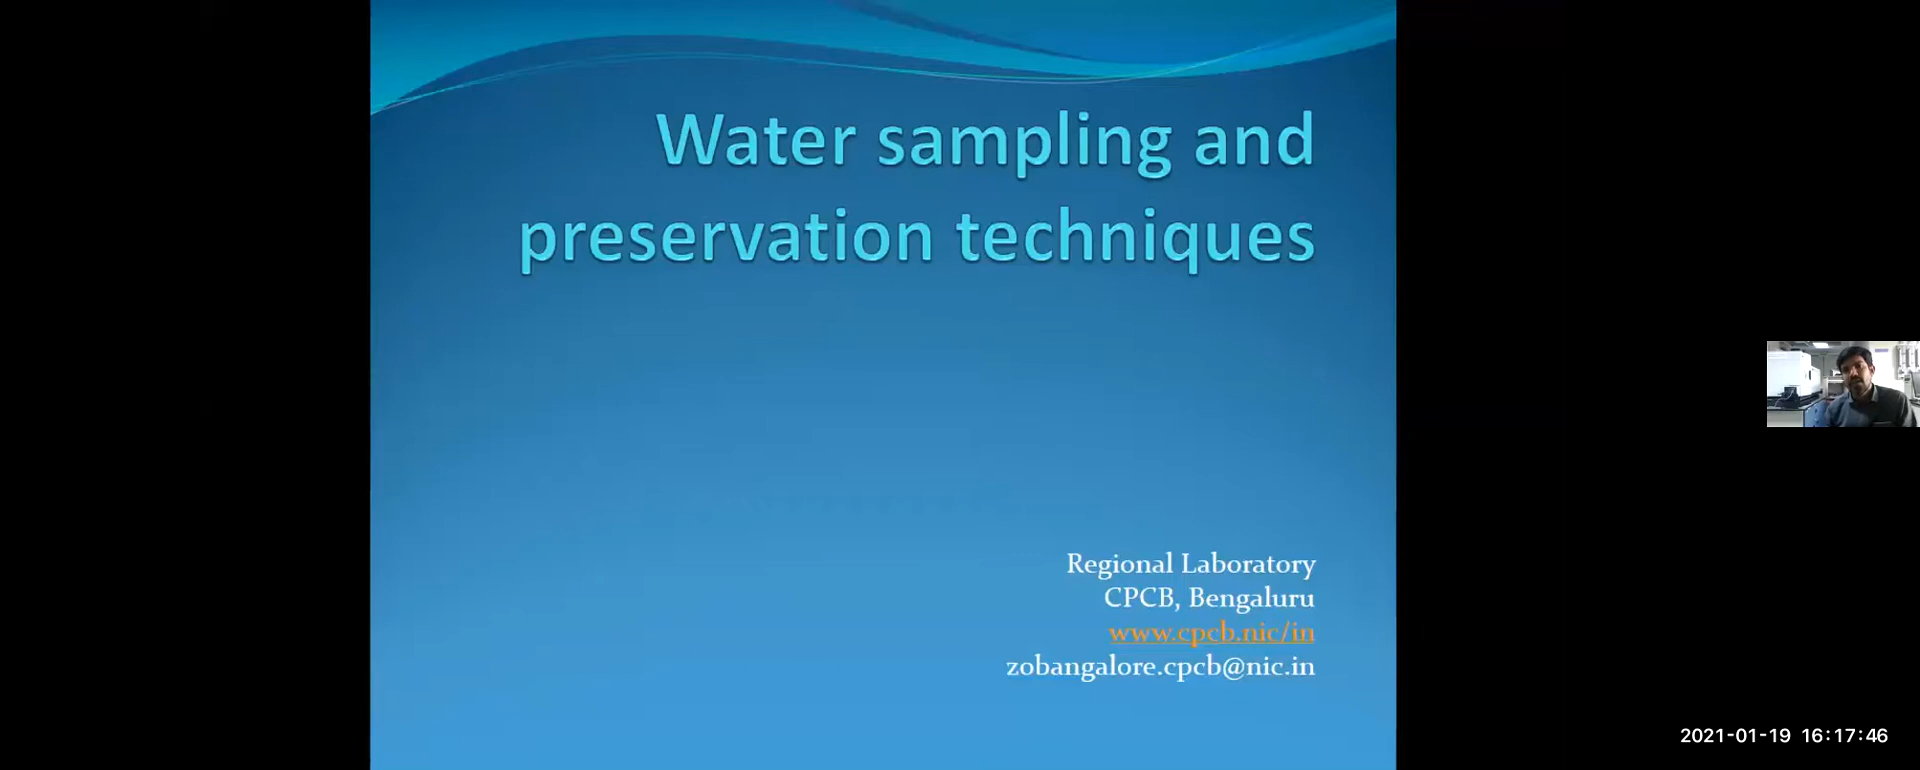 Water sampling and
preservation techniques
Regional Laboratory
CPCB, Bengaluru
www.cpcb.nic/in
zobangalore.cpcb@nic.in
2021-01-19 16:17:46